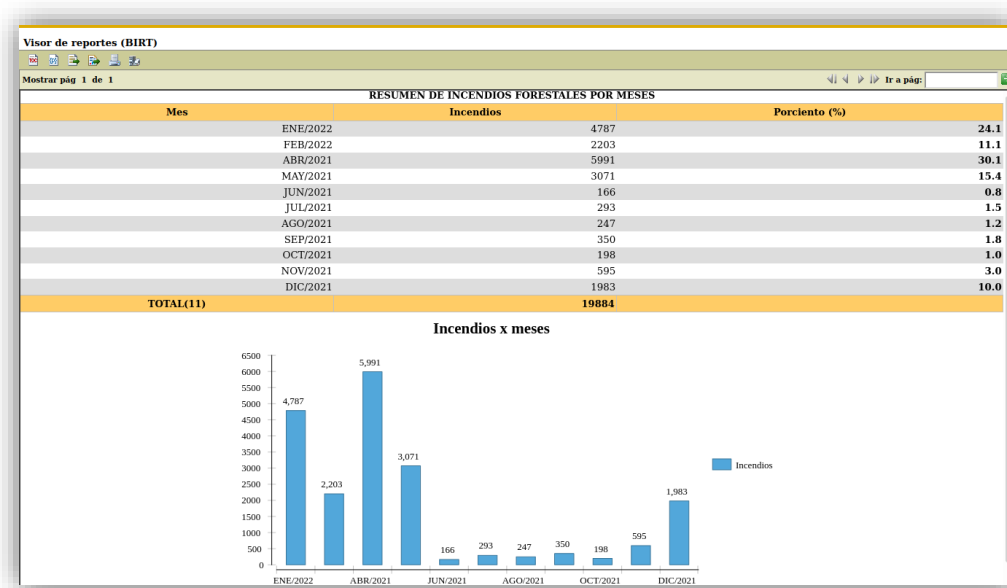 Visor de reportes (BIRT)
Mostrar pág 1 de 1 Ir a pág:
RESUMEN DE INCENDIOS FORESTALES POR MESES
Mes Incendios Porciento (%)
ENE/2022 4787 24.1
FEB/2022 2203 11.1
ABR/2021 5991 30.1
MAY/2021 3071 15.4
JUN/2021 166 0.8
JUL/2021 293 1.5
AGO/2021 247 1.2
SEP/2021 350 1.8
OCT/2021 198 1.0
NOV/2021 595 3.0
DIC/2021 1983 10.0
TOTAL(11) 19884
Incendios x meses
6500
6000
5500
5000
4500
4000
3500
3000
2500
2000
1500
1000
500
0
4,787
2,203
5,991
3,071
166
293
247
350
198
595
1,983
Incendios
ENE/2022 ABR/2021 JUN/2021 AGO/2021 OCT/2021 DIC/2021